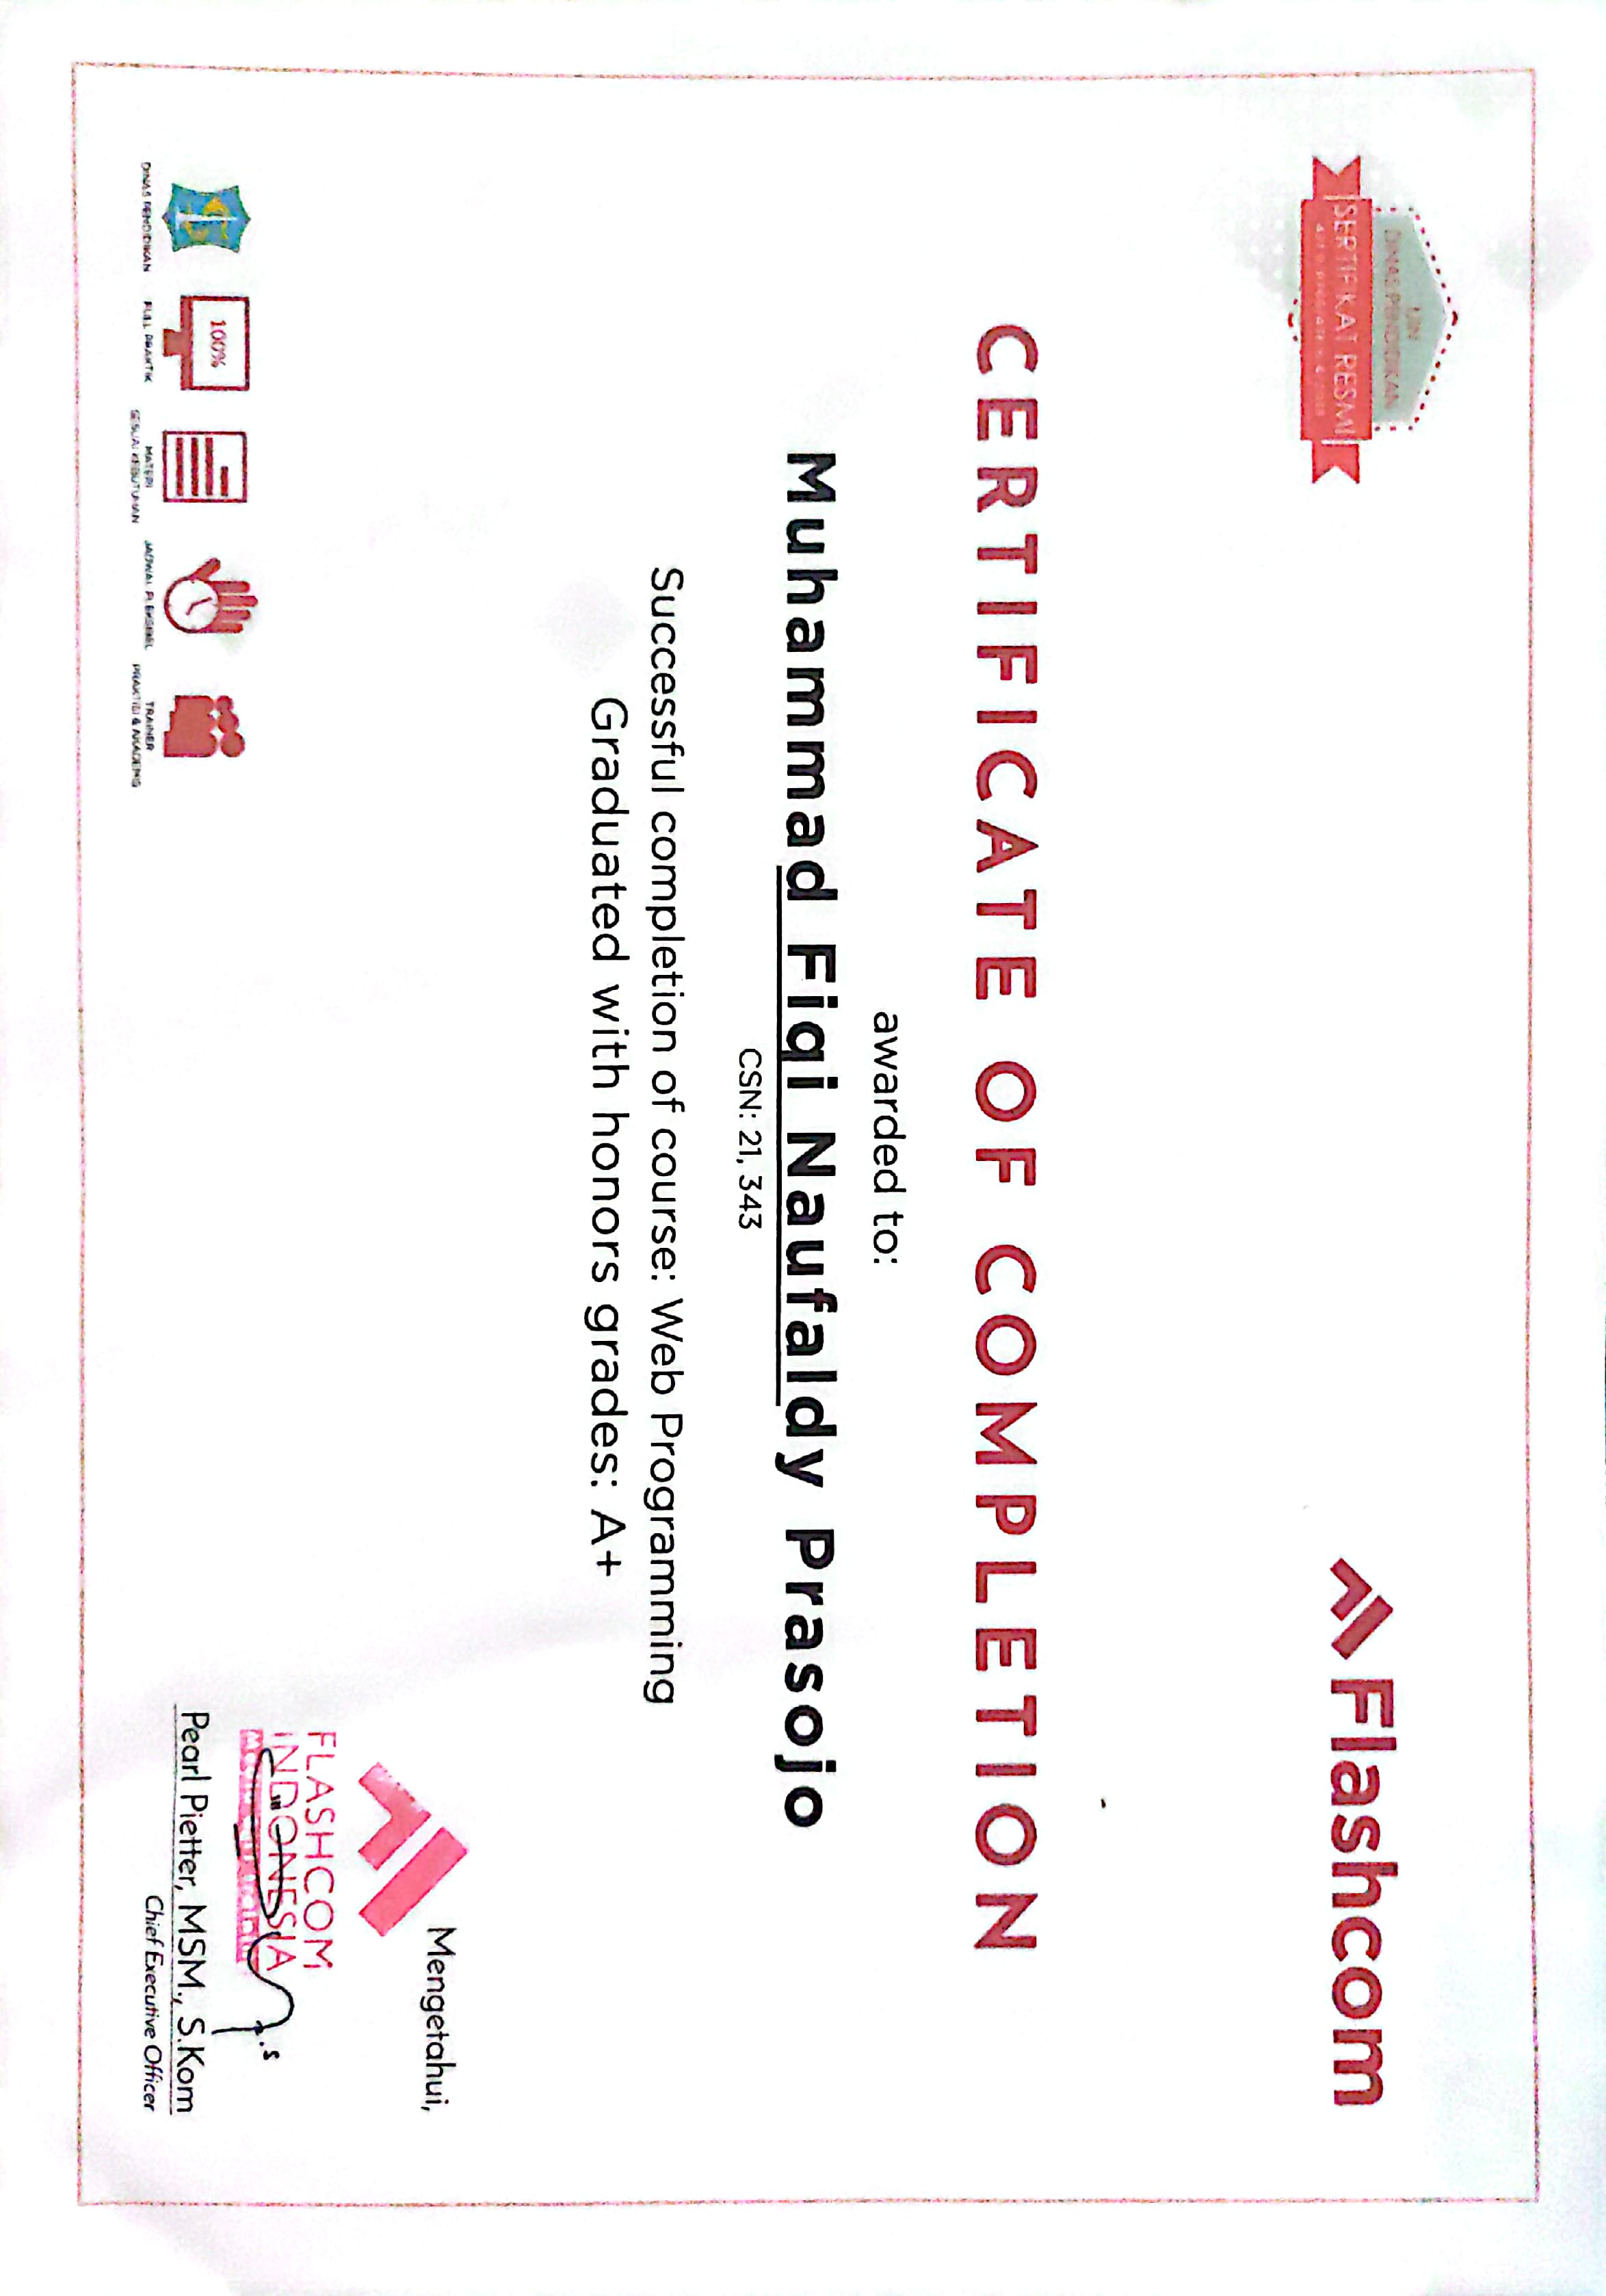 IJIN
DINAS PENDIDIKAN
SERTIFIKAT RESMI
Flashcom
CERTIFICATE OF COMPLETION
awarded to:
Muhammad Fiqi Naufaldy Prasojo
CSN: 21, 343
Successful completion of course: Web Programming
Graduated with honors grades: A+
Mengetahui,
FLASHCOM
INDONESIA
Pearl Pietter, MSM., S.Kom
Chief Executive Officer
100%
DINAS PENDIDIKAN
FULL PRAKTIK
MATERI
SESUAI KEBUTUHAN
JADWAL FLEKSIBEL
TRAINER
PRAKTISI & AKADEMIS